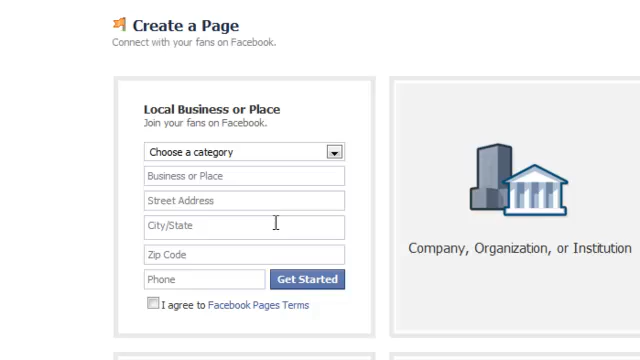 Create a Page
Connect with your fans on Facebook.
Local Business or Place
Join your fans on Facebook.
Choose a category
Business or Place
Street Address
City/State
Zip Code
Phone
Get Started
I agree to Facebook Pages Terms
Company, Organization, or Institution